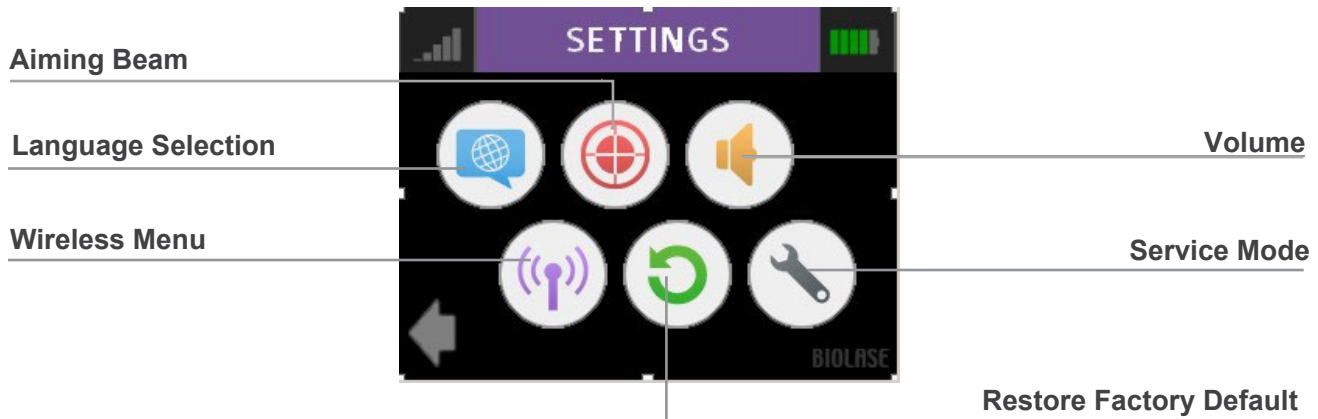 SETTINGS
Aiming Beam
Language Selection
Volume
Wireless Menu
Service Mode
BIOLASE
Restore Factory Default